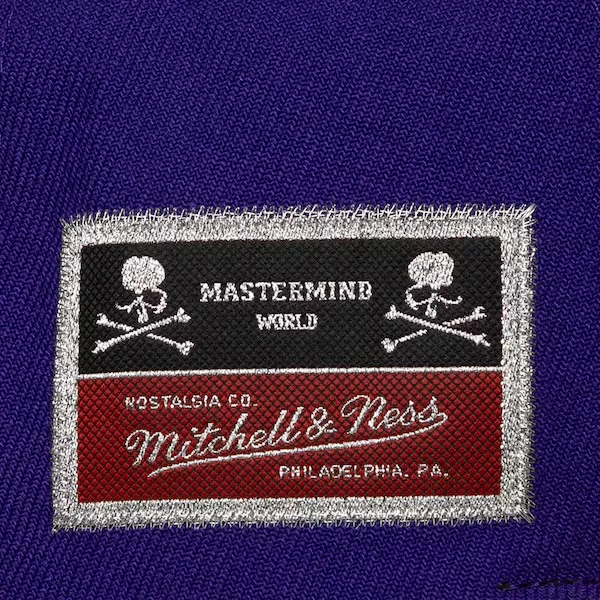 MASTERMIND
WORLD
NOSTALGIA CO.
Mitchell & Ness
PHILADELPHIA. PA.